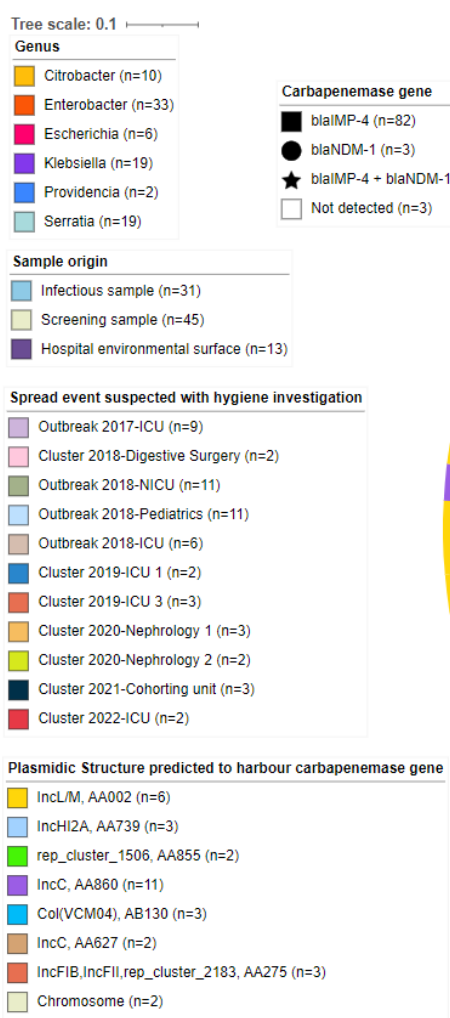 Tree scale: 0.1
Genus
Citrobacter (n=10)
Enterobacter (n=33)
Escherichia (n=6)
Klebsiella (n=19)
Providencia (n=2)
Serratia (n=19)
Carbapenemase gene
blaIMP-4 (n=82)
blaNDM-1 (n=3)
blaIMP-4 + blaNDM-1
Not detected (n=3)
Sample origin
Infectious sample (n=31)
Screening sample (n=45)
Hospital environmental surface (n=13)
Spread event suspected with hygiene investigation
Outbreak 2017-ICU (n=9)
Cluster 2018-Digestive Surgery (n=2)
Outbreak 2018-NICU (n=11)
Outbreak 2018-Pediatrics (n=11)
Outbreak 2018-ICU (n=6)
Cluster 2019-ICU 1 (n=2)
Cluster 2019-ICU 3 (n=3)
Cluster 2020-Nephrology 1 (n=3)
Cluster 2020-Nephrology 2 (n=2)
Cluster 2021-Cohorting unit (n=3)
Cluster 2022-ICU (n=2)
Plasmidic Structure predicted to harbour carbapenemase gene
IncL/M, AA002 (n=6)
IncHI2A, AA739 (n=3)
rep_cluster_1506, AA855 (n=2)
IncC, AA860 (n=11)
Col(VCM04), AB130 (n=3)
IncC, AA627 (n=2)
IncFIB,IncFII,rep_cluster_2183, AA275 (n=3)
Chromosome (n=2)